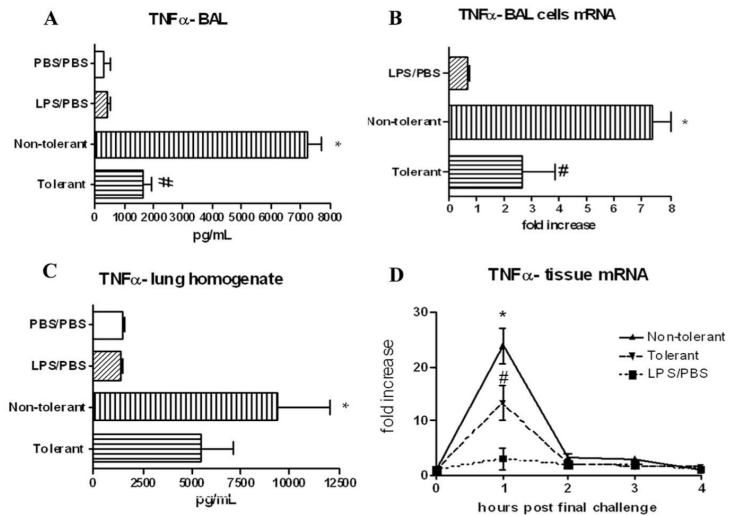 A
TNFα- BAL
PBS/PBS
LPS/PBS
Non-tolerant
*
Tolerant
##
0 1000 2000 3000 4000 5000 6000 7000 8000
pg/mL
B
TNFα-BAL cells mRNA
LPS/PBS
Non-tolerant
*
Tolerant
#
0 1 2 3 4 5 6 7 8
fold increase
C
TNFα- lung homogenate
PBS/PBS
LPS/PBS
Non-tolerant
*
Tolerant
0 2500 5000 7500 10000 12500
pg/mL
D
TNFα- tissue mRNA
30
20
10
0
fold increase
*
#
Non-tolerant
Tolerant
LPS/PBS
0 1 2 3 4
hours post final challenge